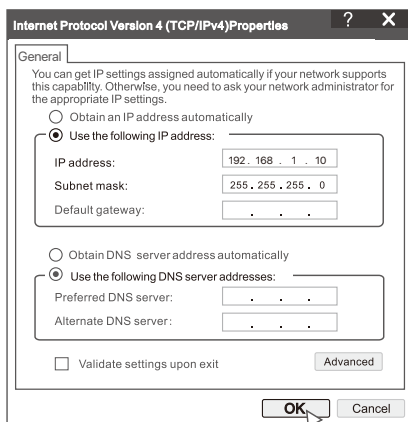 Internet Protocol Version 4 (TCP/IPv4)Properties ? X
General
You can get IP settings assigned automatically if your network supports
this capability. Otherwise, you need to ask your network administrator for
the appropriate IP settings.
Obtain an IP address automatically
Use the following IP address:
IP address: 192. 168 . 1 . 10
Subnet mask: 255. 255. 255. 0
Default gateway: . . .
Obtain DNS server address automatically
Use the following DNS server addresses:
Preferred DNS server: . . .
Alternate DNS server: . . .
Validate settings upon exit Advanced
OK Cancel